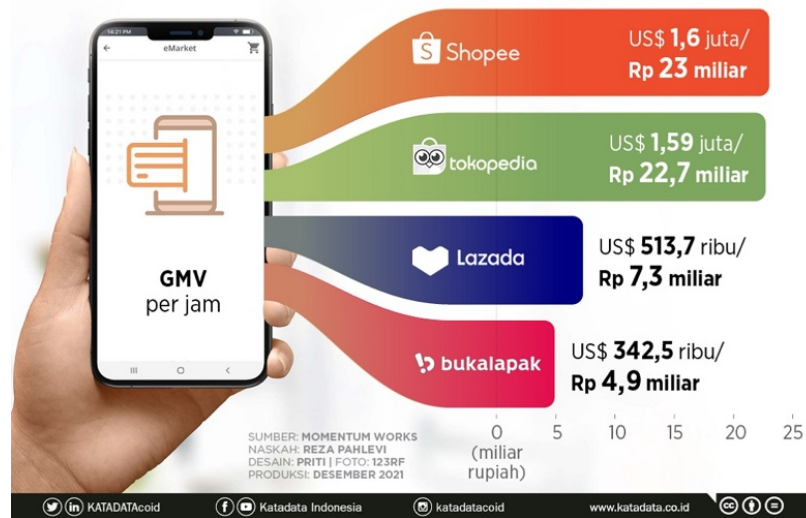 14:21 PM
eMarket
GMV
per jam
Shopee
US$ 1,6 juta/
Rp 23 miliar
tokopedia
US$ 1,59 juta/
Rp 22,7 miliar
Lazada
US$ 513,7 ribu/
Rp 7,3 miliar
bukalapak
US$ 342,5 ribu/
Rp 4,9 miliar
0 5 10 15 20 25
(miliar
rupiah)
SUMBER: MOMENTUM WORKS
NASKAH: REZA PAHLEVI
DESAIN: PRITI | FOTO: 123RF
PRODUKSI: DESEMBER 2021
KATADATAcoid Katadata Indonesia katadatacoid www.katadata.co.id